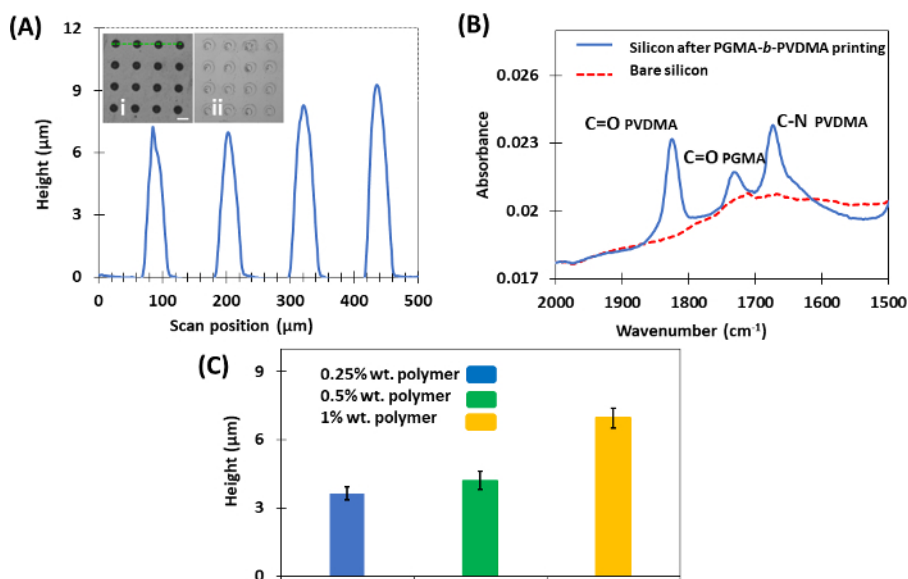 (A)
12
9
6
3
0
Height (μm)
i
ii
0 100 200 300 400 500
Scan position (μm)
(B)
Silicon after PGMA-b-PVDMA printing
Bare silicon
0.026
0.023
0.02
0.017
Absorbance
C=O PVDMA
C=O PGMA
C-N PVDMA
2000 1900 1800 1700 1600 1500
Wavenumber (cm-1)
(C)
9
6
3
0
Height (μm)
0.25% wt. polymer
0.5% wt. polymer
1% wt. polymer